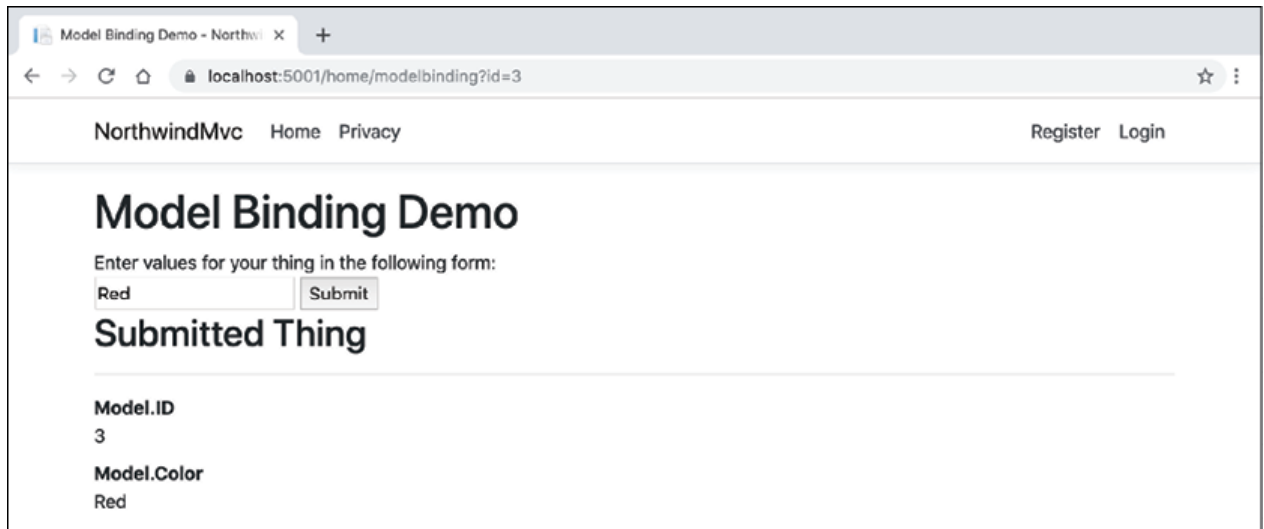 Model Binding Demo - Northwi
localhost:5001/home/modelbinding?id=3
NorthwindMvc Home Privacy Register Login
Model Binding Demo
Enter values for your thing in the following form:
Red Submit
Submitted Thing
Model.ID
3
Model.Color
Red